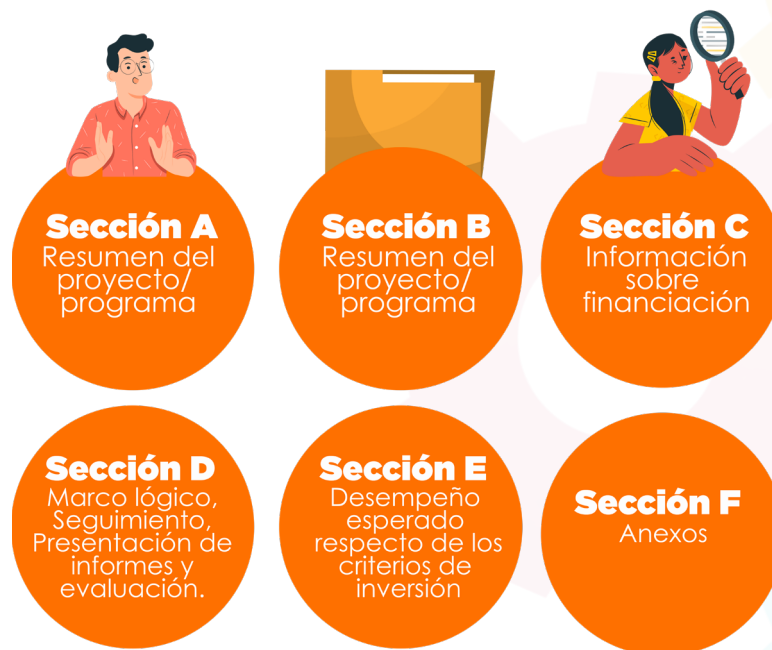 Sección A
Resumen del
proyecto/
programa
Sección B
Resumen del
proyecto/
programa
Sección C
Información
sobre
financiación
Sección D
Marco lógico,
Seguimiento,
Presentación de
informes y
evaluación.
Sección E
Desempeño
esperado
respecto de los
criterios de
inversión
Sección F
Anexos